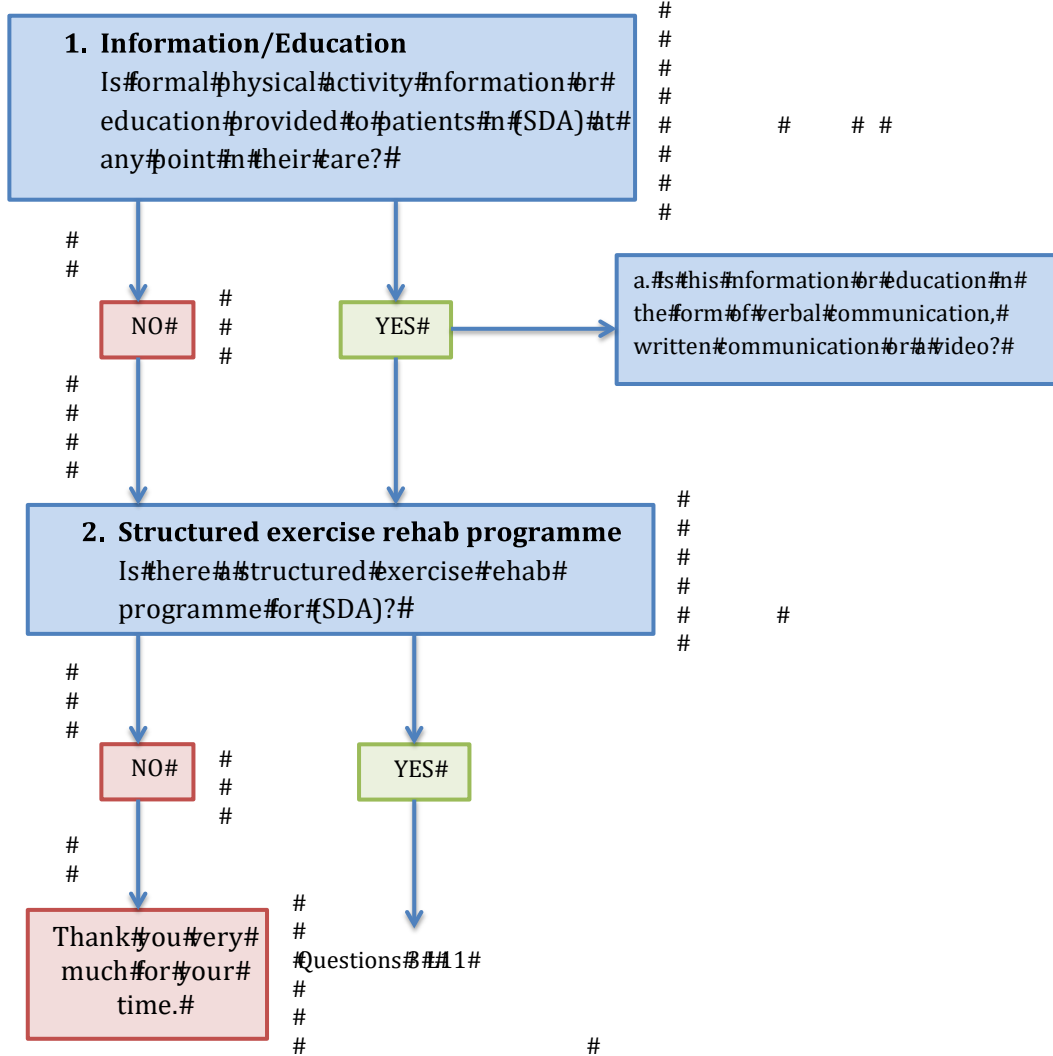 #
#
#
#
# # # #
#
#
#
1. Information/Education
Is#formal#physical#activity#information#or#
education#provided#to#patients#in#(SDA)#at#
any#point#in#their#care?#
#
#
NO#
#
#
#
YES#
a.#Is#this#information#or#education#in#
the#form#of#verbal#communication,#
written#communication#or#a#video?#
#
#
#
#
2. Structured exercise rehab programme
Is#there#a#structured#exercise#rehab#
programme#for#(SDA)?#
#
#
#
#
# #
#
#
#
#
NO#
#
#
#
YES#
#
#
Thank#you#very#
much#for#your#
time.#
#
#
#Questions#3#L#11#
#
#
# #